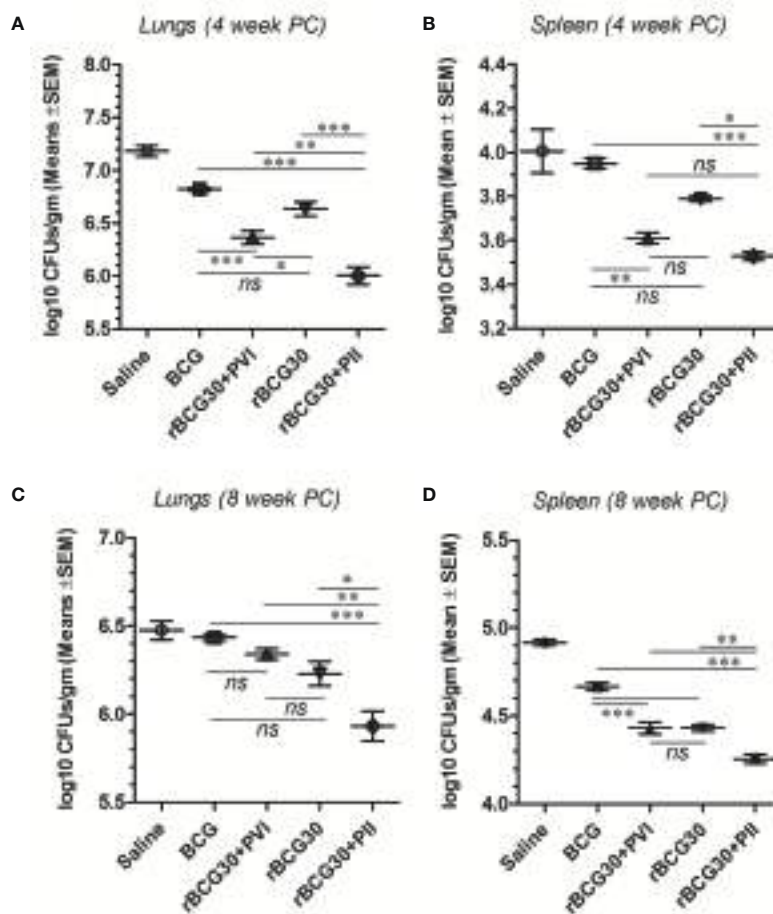 A
Lungs (4 week PC)
log10 CFUs/gm (Means ±SEM)
8.0
7.5
7.0
6.5
6.0
5.5
***
**
***
***
*
ns
Saline
BCG
rBCG30+PVI
rBCG30
rBCG30+PII
B
Spleen (4 week PC)
log10 CFUs/gm (Mean ± SEM)
4.4
4.2
4.0
3.8
3.6
3.4
3.2
*
***
ns
ns
**
ns
Saline
BCG
rBCG30+PVI
rBCG30
rBCG30+PII
C
Lungs (8 week PC)
log10 CFUs/gm (Means ±SEM)
7.0
6.5
6.0
5.5
*
**
***
ns
ns
ns
Saline
BCG
rBCG30+PVI
rBCG30
rBCG30+PII
D
Spleen (8 week PC)
log10 CFUs/gm (Mean ± SEM)
5.5
5.0
4.5
4.0
**
***
***
ns
Saline
BCG
rBCG30+PVI
rBCG30
rBCG30+PII